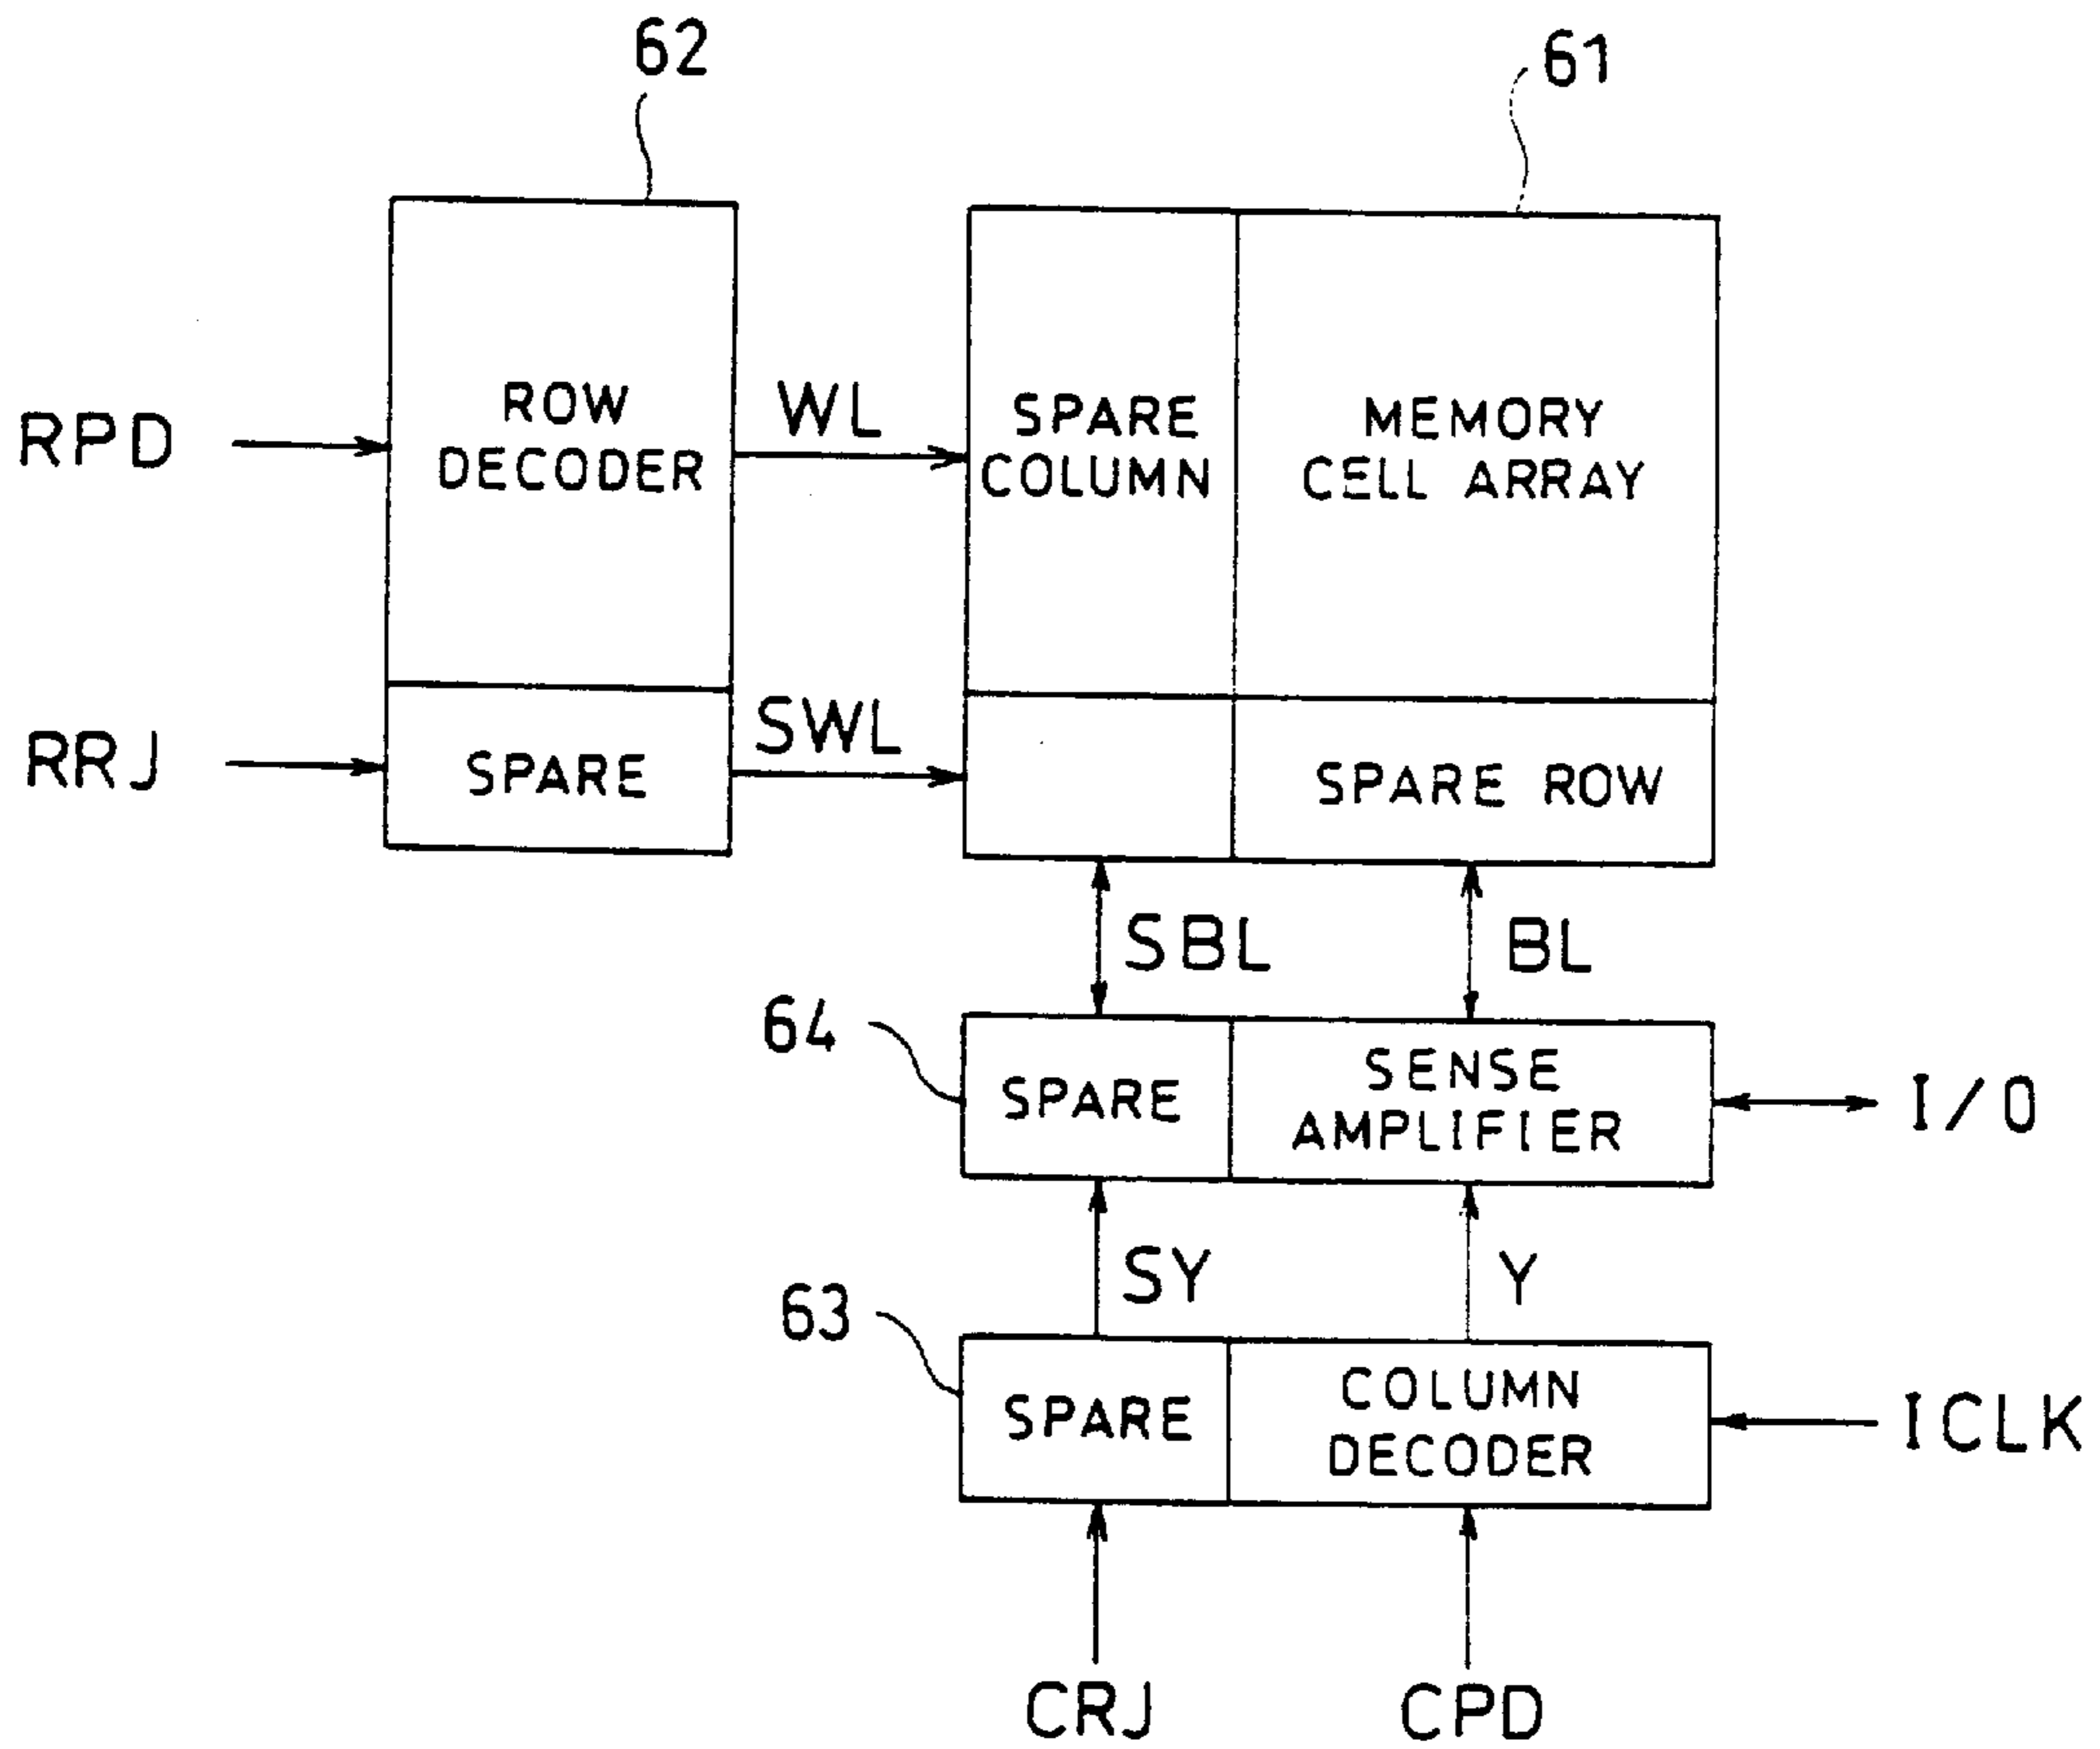 62
61
ROW
DECODER
WL
SPARE
COLUMN
MEMORY
CELL ARRAY
RPD
RRJ
SPARE
SWL
SPARE ROW
SBL
BL
64
SPARE
SENSE
AMPLIFIER
I/O
SY
Y
63
SPARE
COLUMN
DECODER
ICLK
CRJ
CPD